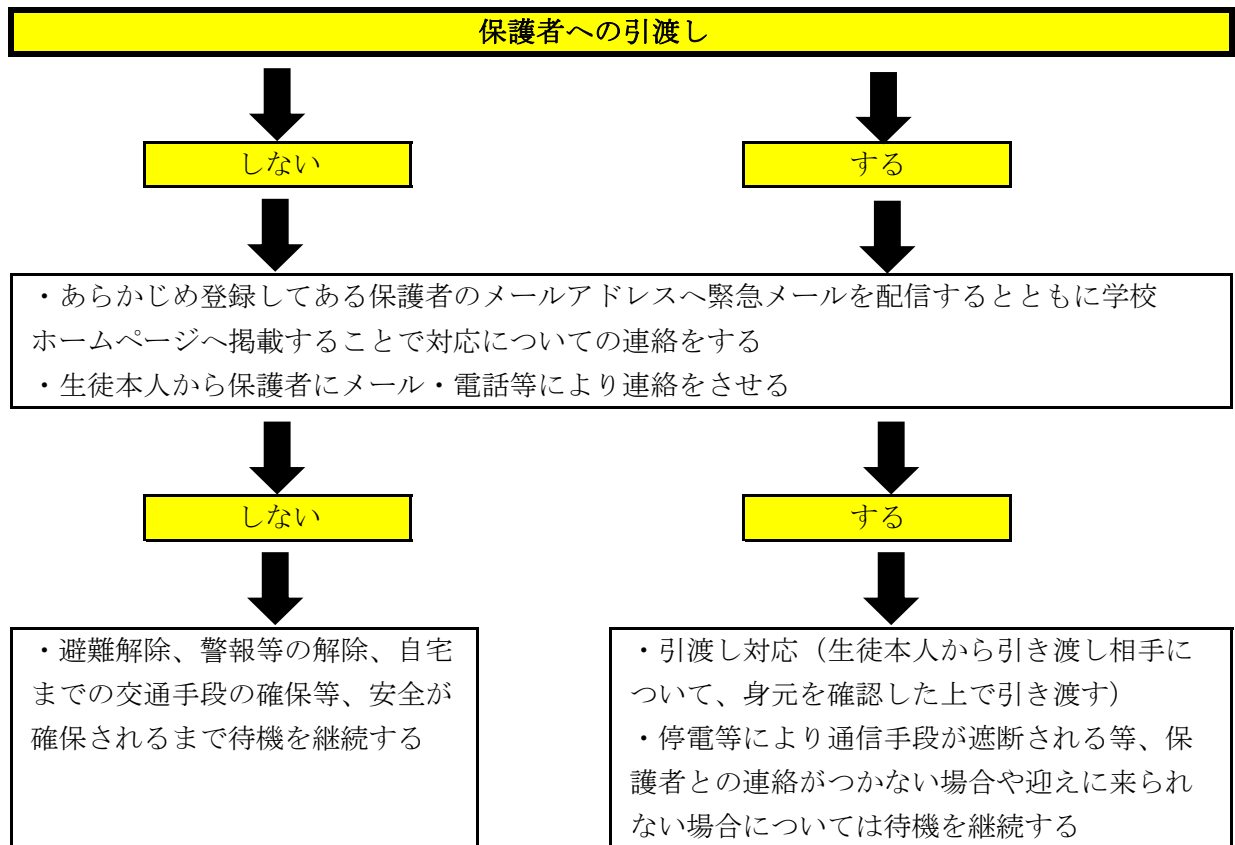 保護者への引渡し
しない
する
・あらかじめ登録してある保護者のメールアドレスへ緊急メールを配信するとともに学校
ホームページへ掲載することで対応についての連絡をする
・生徒本人から保護者にメール・電話等により連絡をさせる
しない
する
・避難解除、警報等の解除、自宅
までの交通手段の確保等、安全が
確保されるまで待機を継続する
・引渡し対応（生徒本人から引き渡し相手に
ついて、身元を確認した上で引き渡す）
・停電等により通信手段が遮断される等、保
護者との連絡がつかない場合や迎えに来られ
ない場合については待機を継続する